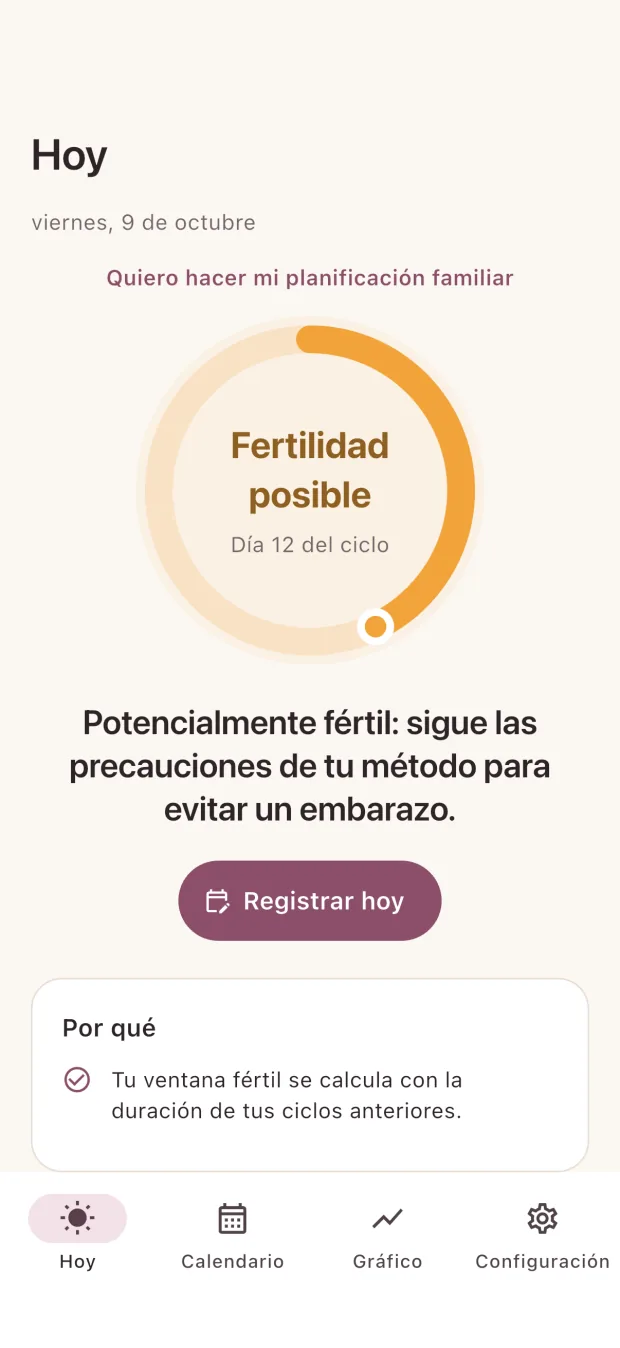 Hoy
viernes, 9 de octubre
Quiero hacer mi planificación familiar
Fertilidad
posible
Día 12 del ciclo
Potencialmente fértil: sigue las
precauciones de tu método para
evitar un embarazo.
Registrar hoy
Por qué
Tu ventana fértil se calcula con la
duración de tus ciclos anteriores.
Hoy
Calendario
Gráfico
Configuración